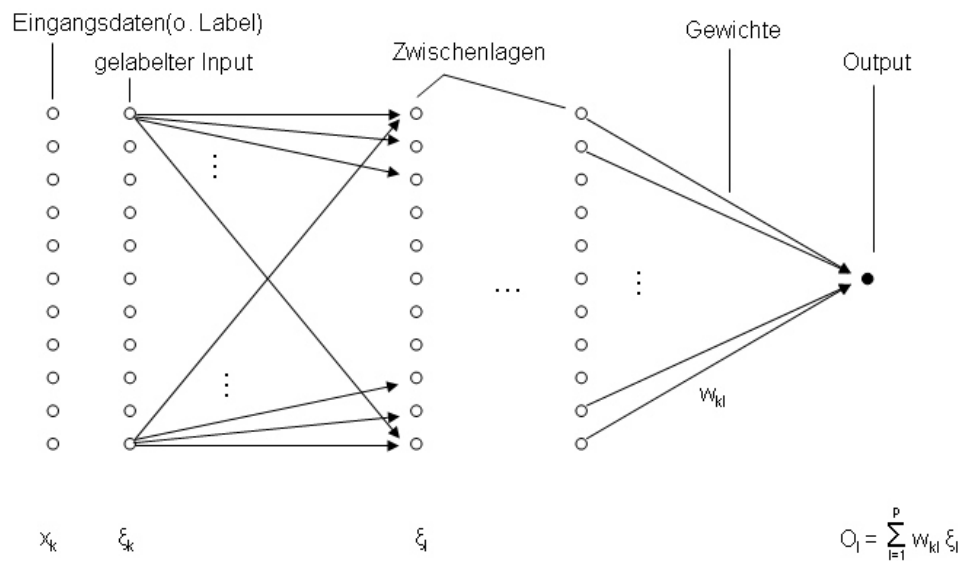 Eingangsdaten(o. Label)
gelabelter Input
Zwischenlagen
Gewichte
Output
...
...
...
...
w_kl
x_k
ξ_k
ξ_l
O_l = Σ_{l=1}^{p} w_kl ξ_l